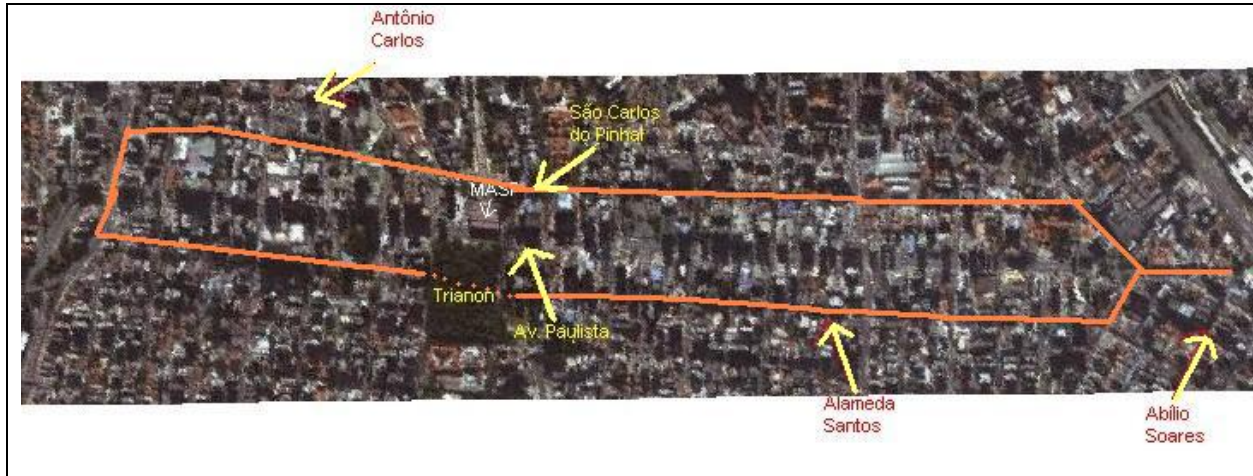 Antônio
Carlos
São Carlos
do Pinhal
MASP
Trianon
Av. Paulista
Alameda
Santos
Abílio
Soares